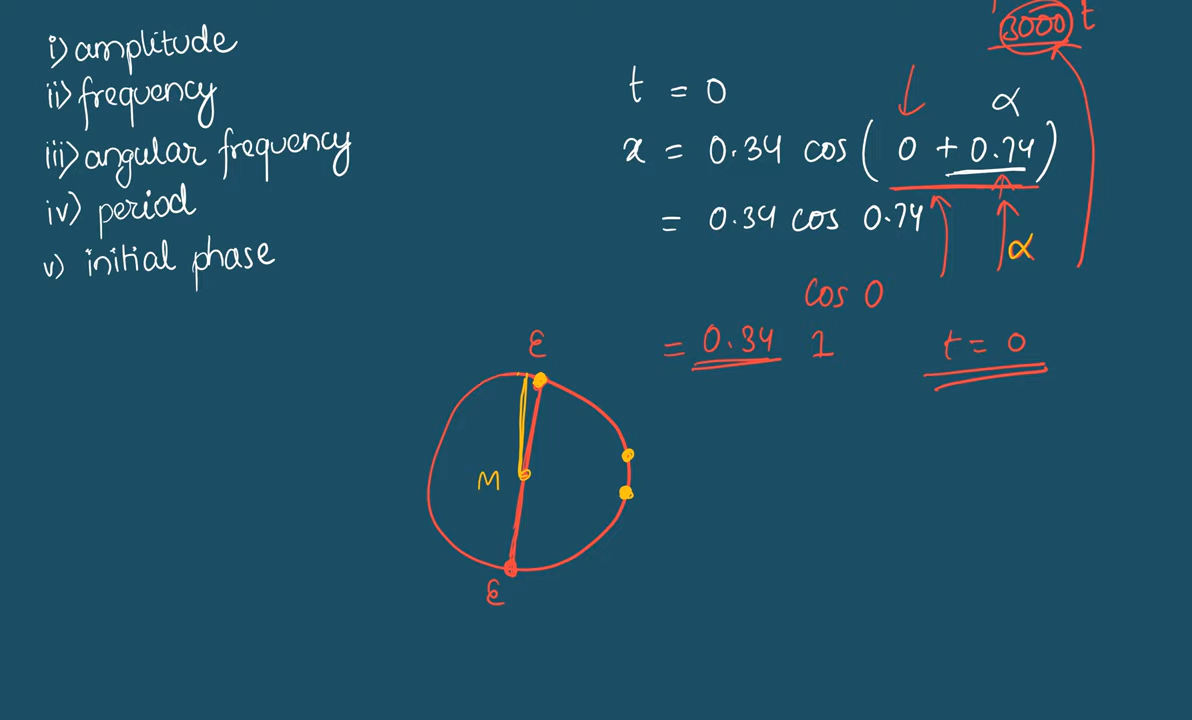 i) amplitude
ii) frequency
iii) angular frequency
iv) period
v) initial phase
3000 t
t = 0
α
x = 0.34 cos ( 0 + 0.74 )
= 0.34 cos 0.74
α
cos 0
= 0.34 1
t = 0
E
M
E